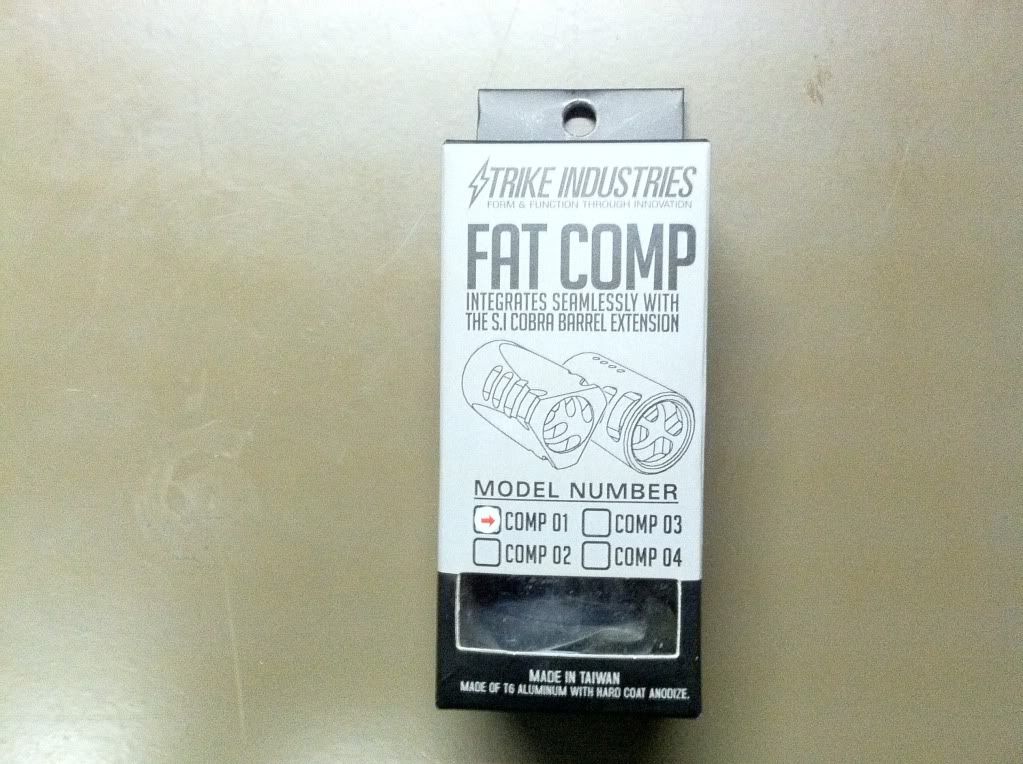 STRIKE INDUSTRIES
FORM & FUNCTION THROUGH INNOVATION
FAT COMP
INTEGRATES SEAMLESSLY WITH
THE S.I COBRA BARREL EXTENSION
MODEL NUMBER
COMP 01 COMP 03
COMP 02 COMP 04
MADE IN TAIWAN
MADE OF T6 ALUMINUM WITH HARD COAT ANODIZE.